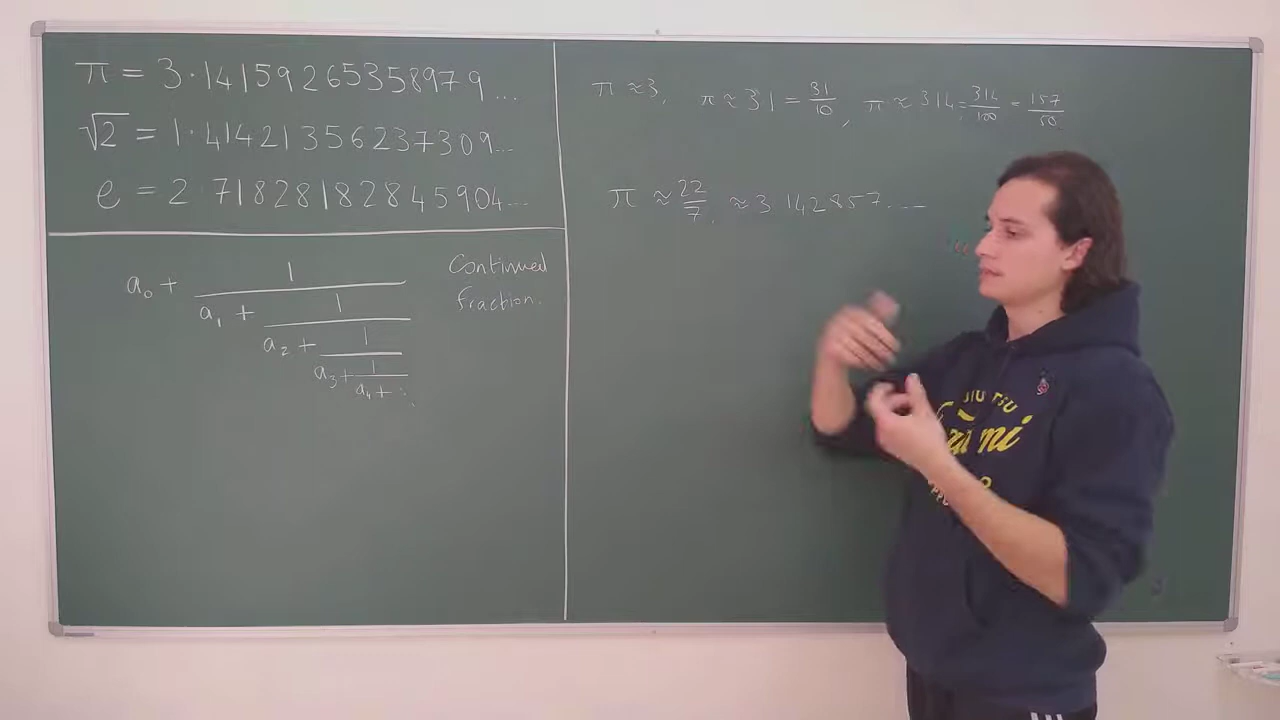 π = 3·14159265358979...
√2 = 1·41421356237309...
e = 2·71828182845904...
a₀ + 1
a₁ + 1
a₂ + 1
a₃ + 1
a₄ + ⋱
Continued
fraction.
π ≈ 3, π ≈ 3 1 = 31/10, π ≈ 3 14 = 314/100 = 157/50
π ≈ 22/7. ≈ 3 142857...
JIU TSU